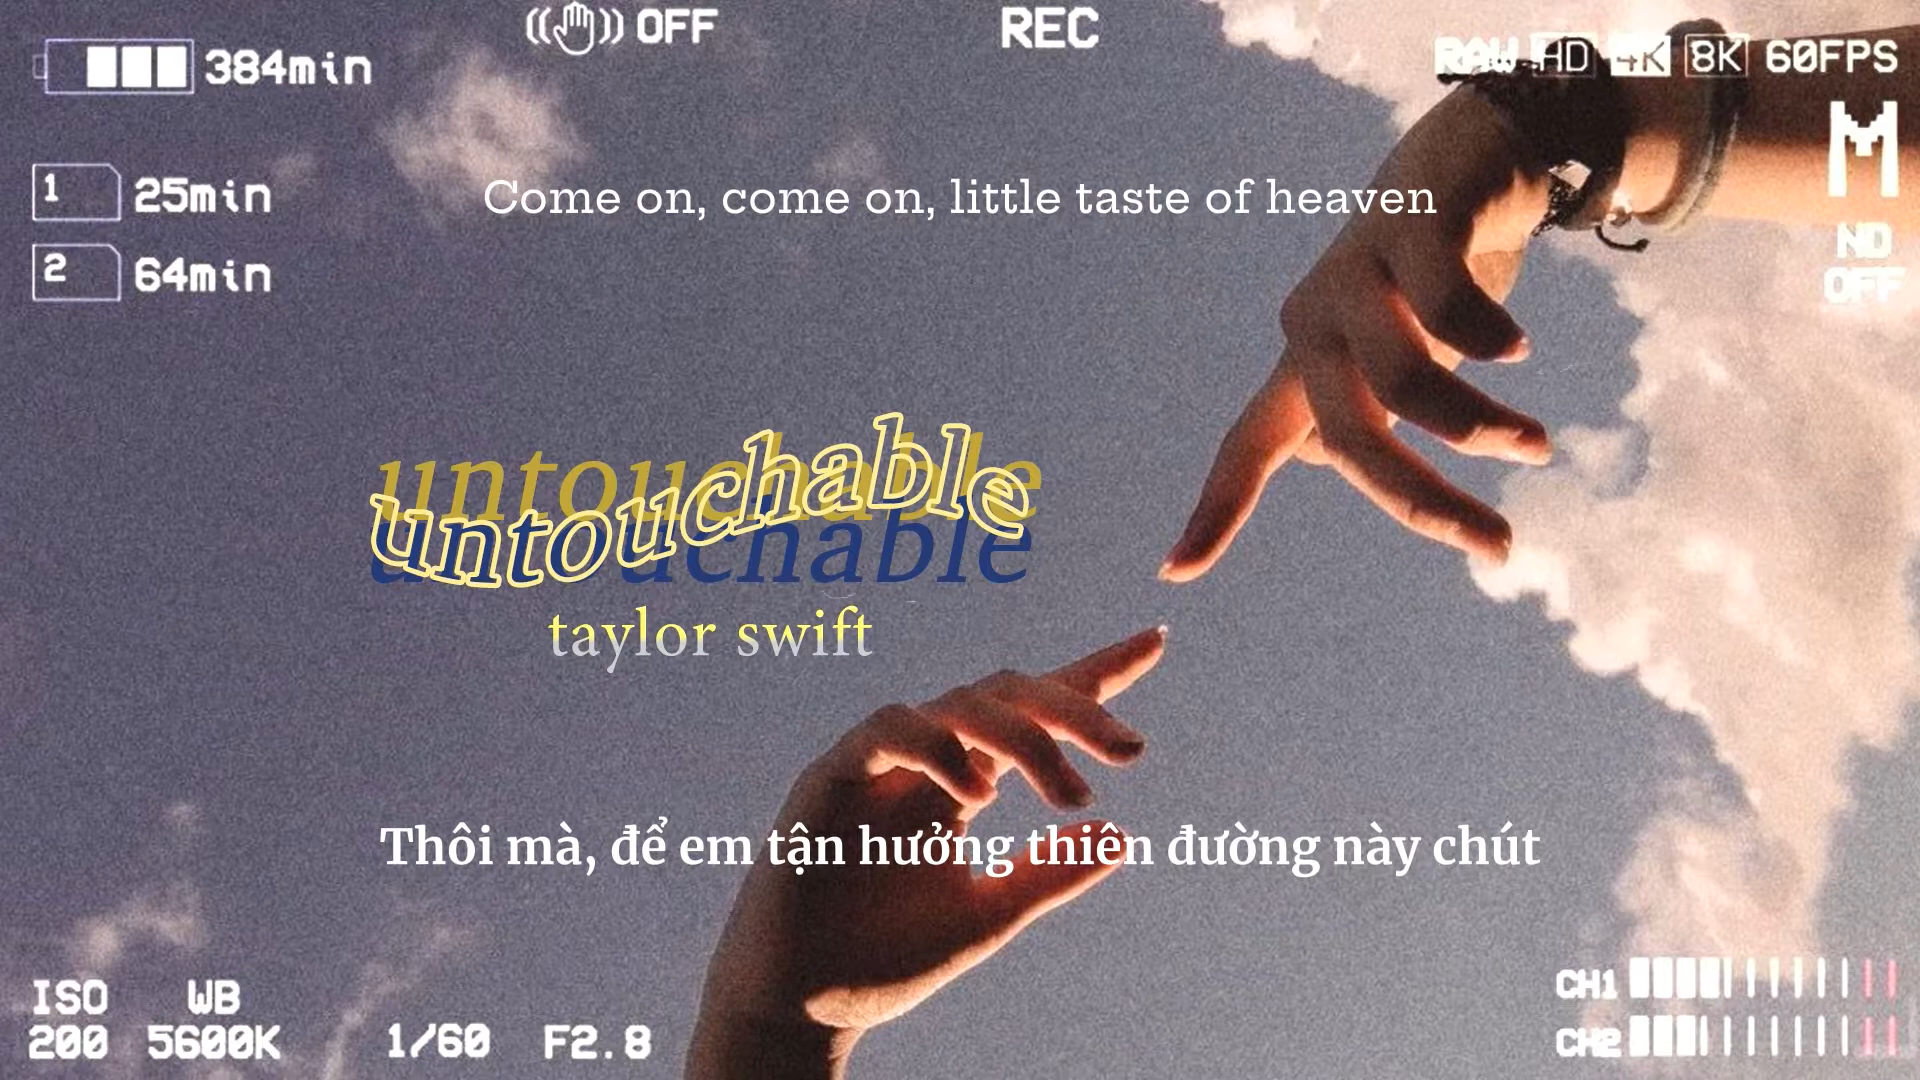 384min
((✋)) OFF
REC
RAW HD 4K 8K 60FPS
M
1 25min
Come on, come on, little taste of heaven
ND
OFF
2 64min
untouchable
untouchable
untouchable
taylor swift
Thôi mà, để em tận hưởng thiên đường này chút
ISO
200
WB
5600K
1/60
F2.8
CH1
CH2